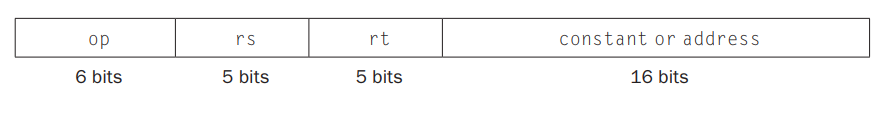 op rs rt constant or address
6 bits 5 bits 5 bits 16 bits